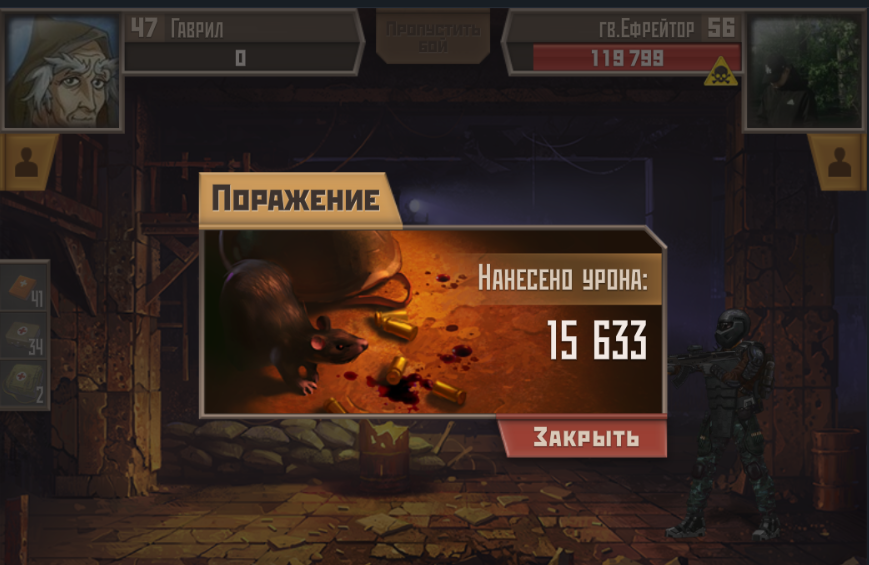 47 Гаврил
0
Пропустить
бой
гв.Ефрейтор 56
119 799
Поражение
Нанесено урона:
15 633
41
34
2
Закрыть